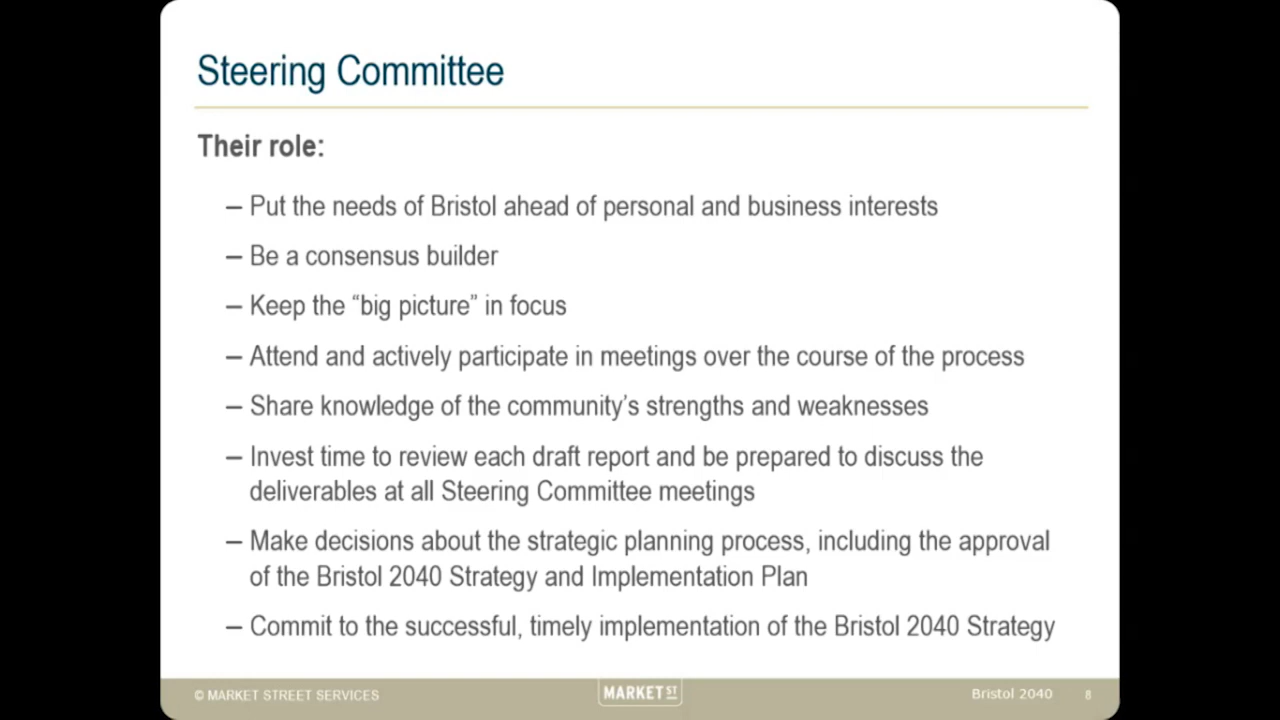 Steering Committee
Their role:
– Put the needs of Bristol ahead of personal and business interests
– Be a consensus builder
– Keep the “big picture” in focus
– Attend and actively participate in meetings over the course of the process
– Share knowledge of the community’s strengths and weaknesses
– Invest time to review each draft report and be prepared to discuss the
deliverables at all Steering Committee meetings
– Make decisions about the strategic planning process, including the approval
of the Bristol 2040 Strategy and Implementation Plan
– Commit to the successful, timely implementation of the Bristol 2040 Strategy
© MARKET STREET SERVICES
MARKET ST
Bristol 2040
8